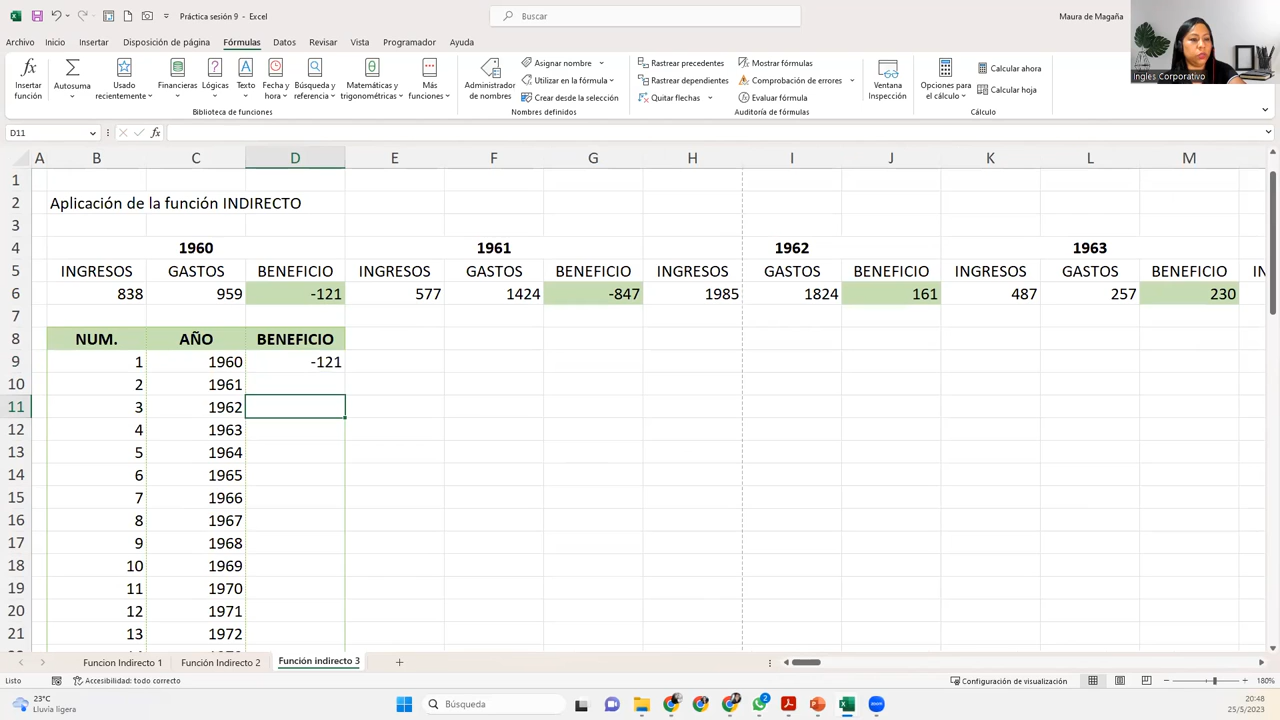 Práctica sesión 9 - Excel
Buscar
Maura de Magaña
Archivo Inicio Insertar Disposición de página Fórmulas Datos Revisar Vista Programador Ayuda
Insertar función
Autosuma
Usado recientemente
Financieras
Lógicas
Texto
Fecha y hora
Búsqueda y referencia
Matemáticas y trigonométricas
Más funciones
Biblioteca de funciones
Administrador de nombres
Asignar nombre
Utilizar en la fórmula
Crear desde la selección
Nombres definidos
Rastrear precedentes
Rastrear dependientes
Quitar flechas
Mostrar fórmulas
Comprobación de errores
Evaluar fórmula
Auditoría de fórmulas
Ventana Inspección
Opciones para el cálculo
Calcular ahora
Calcular hoja
Cálculo
Ingles Corporativo
D11
fx
A B C D E F G H I J K L M
1
2 Aplicación de la función INDIRECTO
3
4 1960 1961 1962 1963
5 INGRESOS GASTOS BENEFICIO INGRESOS GASTOS BENEFICIO INGRESOS GASTOS BENEFICIO INGRESOS GASTOS BENEFICIO IN
6 838 959 -121 577 1424 -847 1985 1824 161 487 257 230
7
8 NUM. AÑO BENEFICIO
9 1 1960 -121
10 2 1961
11 3 1962
12 4 1963
13 5 1964
14 6 1965
15 7 1966
16 8 1967
17 9 1968
18 10 1969
19 11 1970
20 12 1971
21 13 1972
Funcion Indirecto 1 Función Indirecto 2 Función indirecto 3
Listo Accesibilidad: todo correcto Configuración de visualización 180%
23°C
Lluvia ligera
Búsqueda
2
20:48
25/5/2023